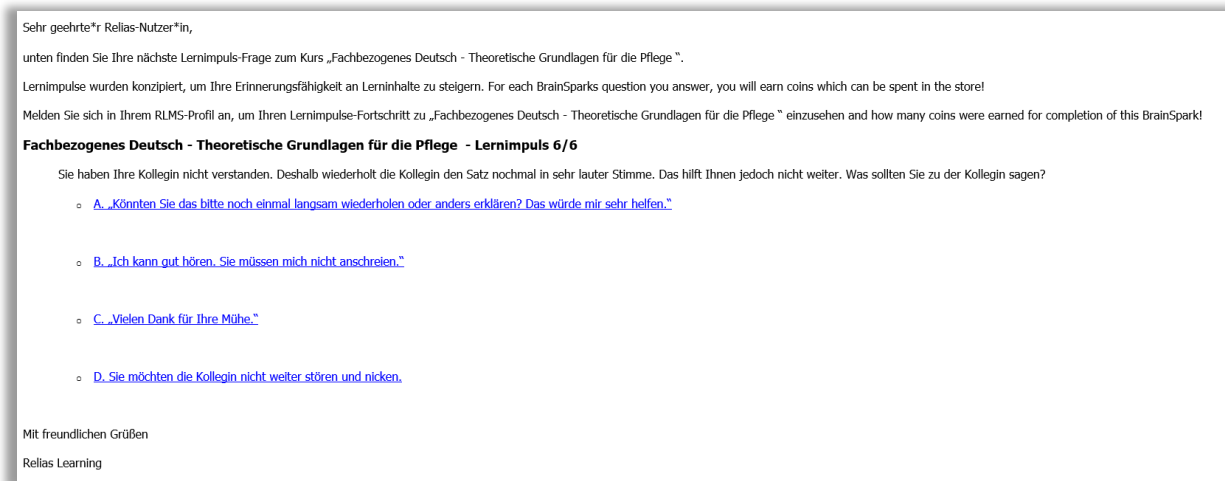 Sehr geehrte*r Relias-Nutzer*in,
unten finden Sie Ihre nächste Lernimpuls-Frage zum Kurs „Fachbezogenes Deutsch - Theoretische Grundlagen für die Pflege “.
Lernimpulse wurden konzipiert, um Ihre Erinnerungsfähigkeit an Lerninhalte zu steigern. For each BrainSparks question you answer, you will earn coins which can be spent in the store!
Melden Sie sich in Ihrem RLMS-Profil an, um Ihren Lernimpulse-Fortschritt zu „Fachbezogenes Deutsch - Theoretische Grundlagen für die Pflege “ einzusehen and how many coins were earned for completion of this BrainSpark!
Fachbezogenes Deutsch - Theoretische Grundlagen für die Pflege - Lernimpuls 6/6
Sie haben Ihre Kollegin nicht verstanden. Deshalb wiederholt die Kollegin den Satz nochmal in sehr lauter Stimme. Das hilft Ihnen jedoch nicht weiter. Was sollten Sie zu der Kollegin sagen?
A. „Könnten Sie das bitte noch einmal langsam wiederholen oder anders erklären? Das würde mir sehr helfen.“
B. „Ich kann gut hören. Sie müssen mich nicht anschreien.“
C. „Vielen Dank für Ihre Mühe.“
D. Sie möchten die Kollegin nicht weiter stören und nicken.
Mit freundlichen Grüßen
Relias Learning